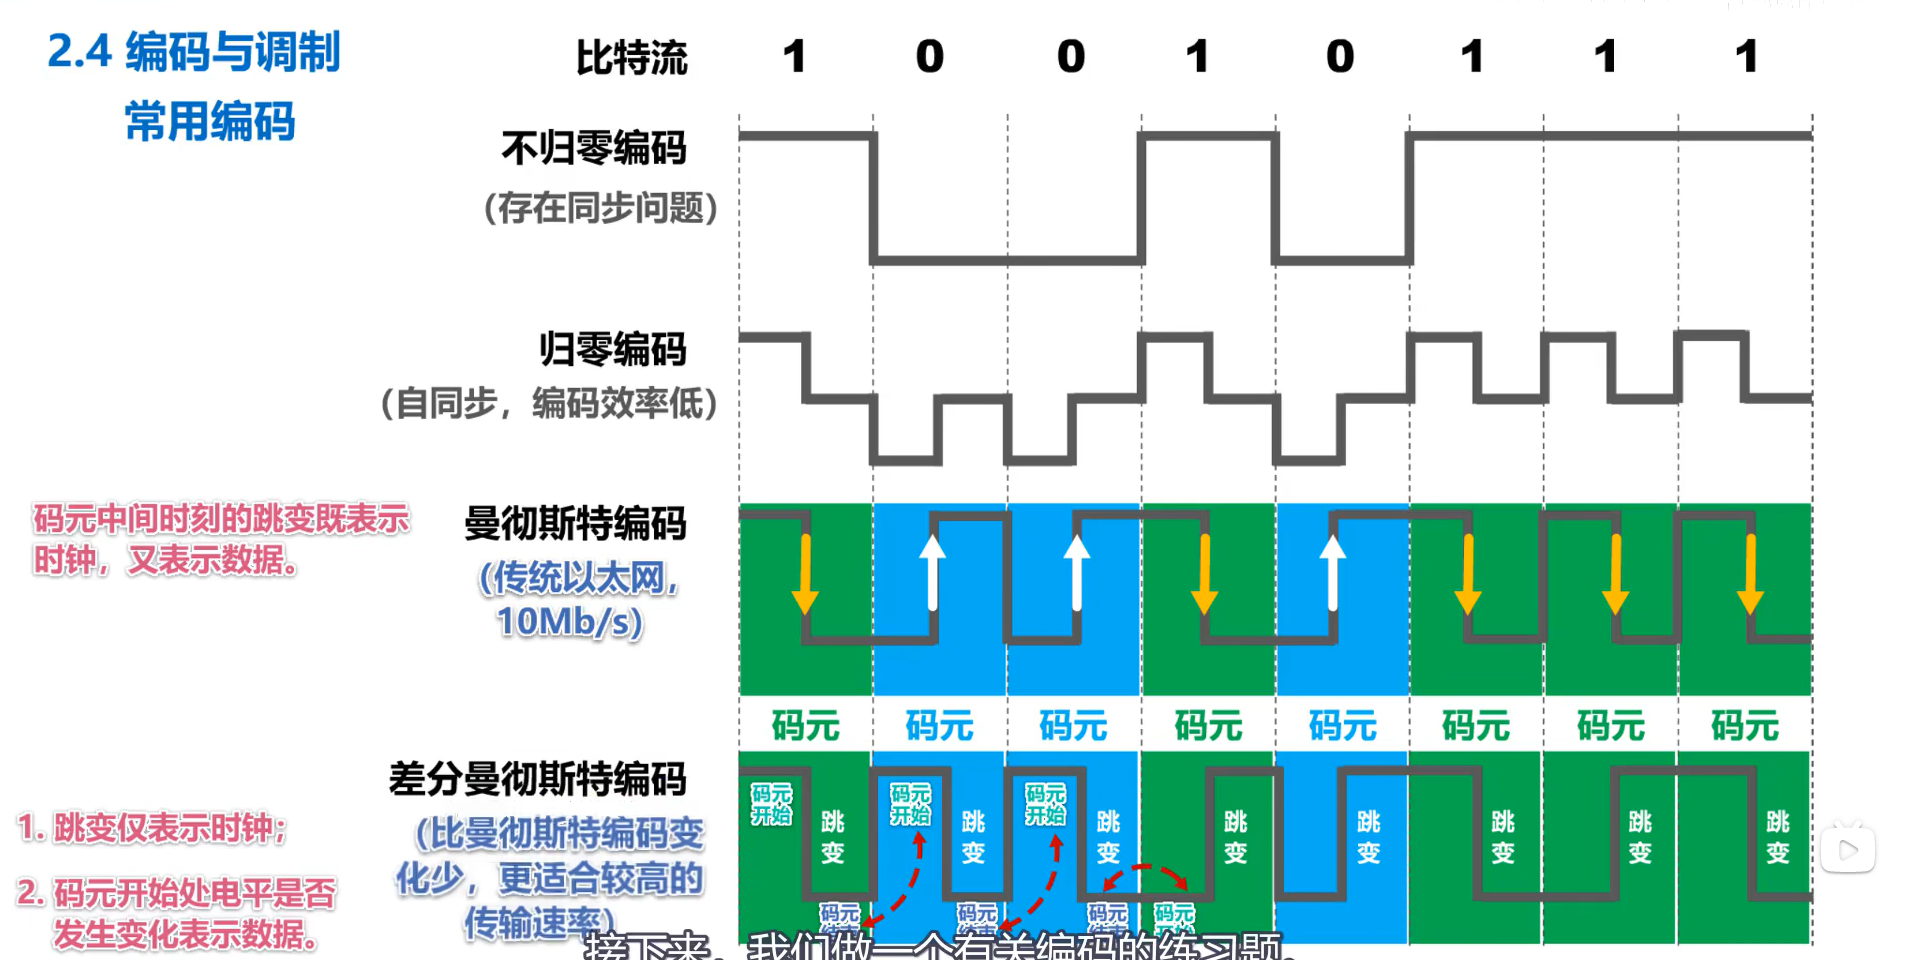 2.4 编码与调制
常用编码
比特流 1 0 0 1 0 1 1 1
不归零编码
（存在同步问题）
归零编码
（自同步，编码效率低）
码元中间时刻的跳变既表示
时钟，又表示数据。
曼彻斯特编码
（传统以太网，
10Mb/s）
码元 码元 码元 码元 码元 码元 码元 码元
差分曼彻斯特编码
（比曼彻斯特编码变
化少，更适合较高的
传输速率）
1. 跳变仅表示时钟；
2. 码元开始处电平是否
发生变化表示数据。
码元
开始
跳
变
码元
结束
码元
开始
跳
变
码元
结束
码元
开始
跳
变
码元
结束
码元
开始
跳
变
跳
变
跳
变
跳
变
跳
变
接下来，我们做一个有关编码的练习题。